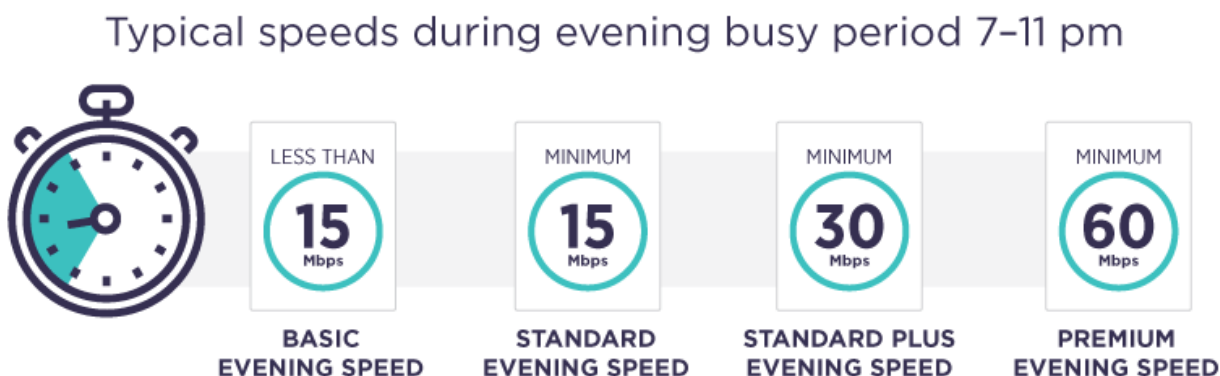 Typical speeds during evening busy period 7–11 pm
LESS THAN
15
Mbps
BASIC
EVENING SPEED
MINIMUM
15
Mbps
STANDARD
EVENING SPEED
MINIMUM
30
Mbps
STANDARD PLUS
EVENING SPEED
MINIMUM
60
Mbps
PREMIUM
EVENING SPEED